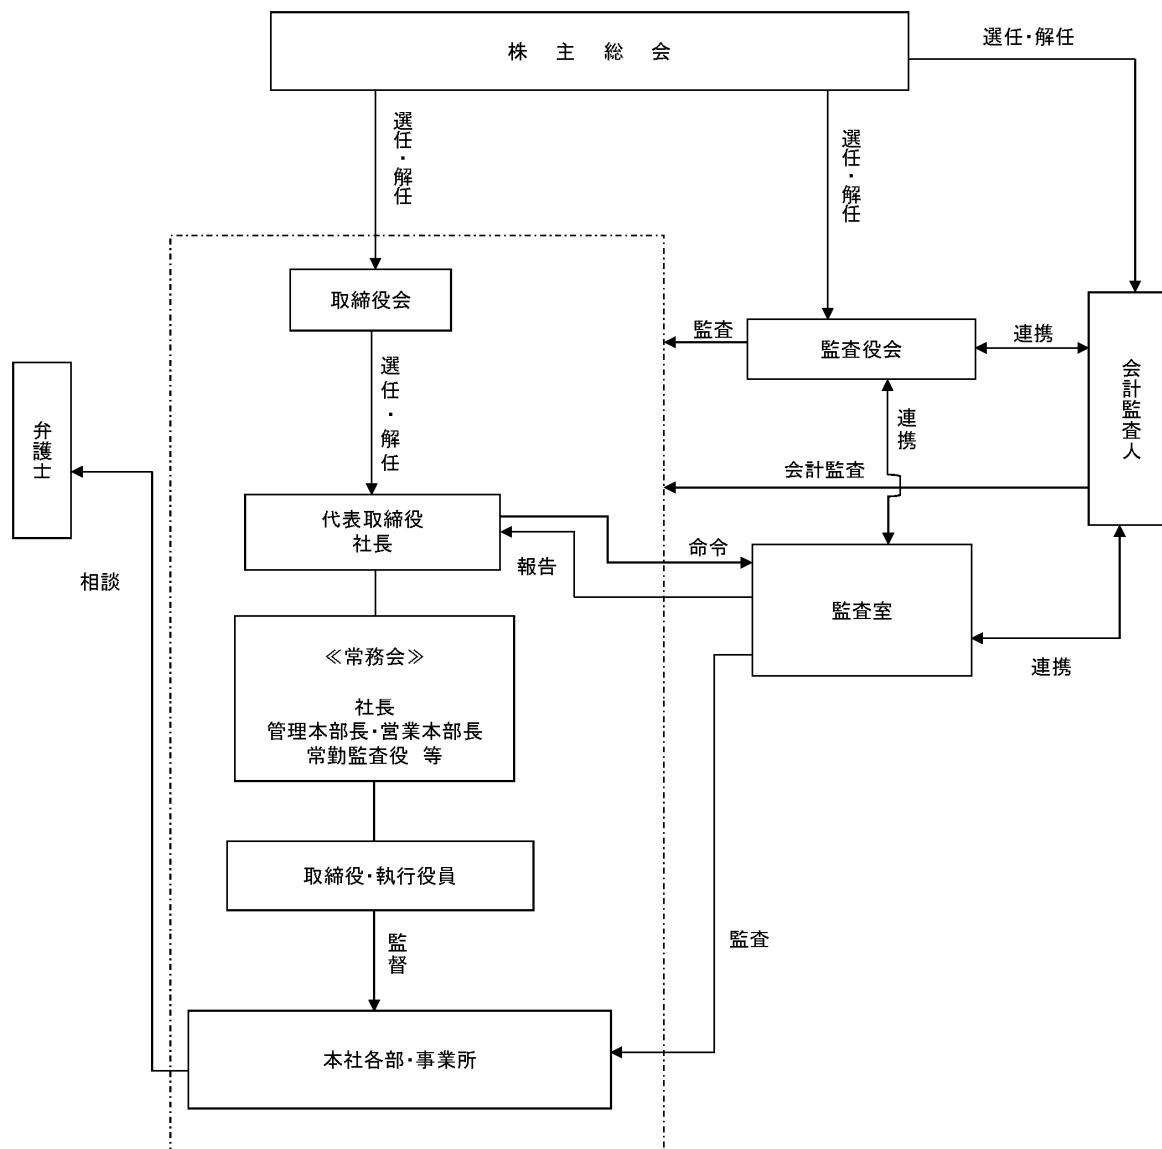 株　主　総　会
選任・解任
選任・解任
選任・解任
取締役会
監査
監査役会
連携
会計監査人
選任・解任
連携
弁護士
会計監査
代表取締役
社長
命令
報告
監査室
相談
連携
≪常務会≫
社長
管理本部長・営業本部長
常勤監査役　等
取締役・執行役員
監督
監査
本社各部・事業所